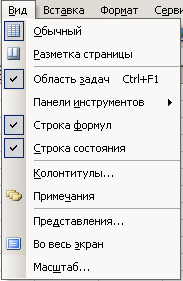 Вид Вставка Формат Сервис
Обычный
Разметка страницы
Область задач Ctrl+F1
Панели инструментов
Строка формул
Строка состояния
Колонтитулы...
Примечания
Представления...
Во весь экран
Масштаб...